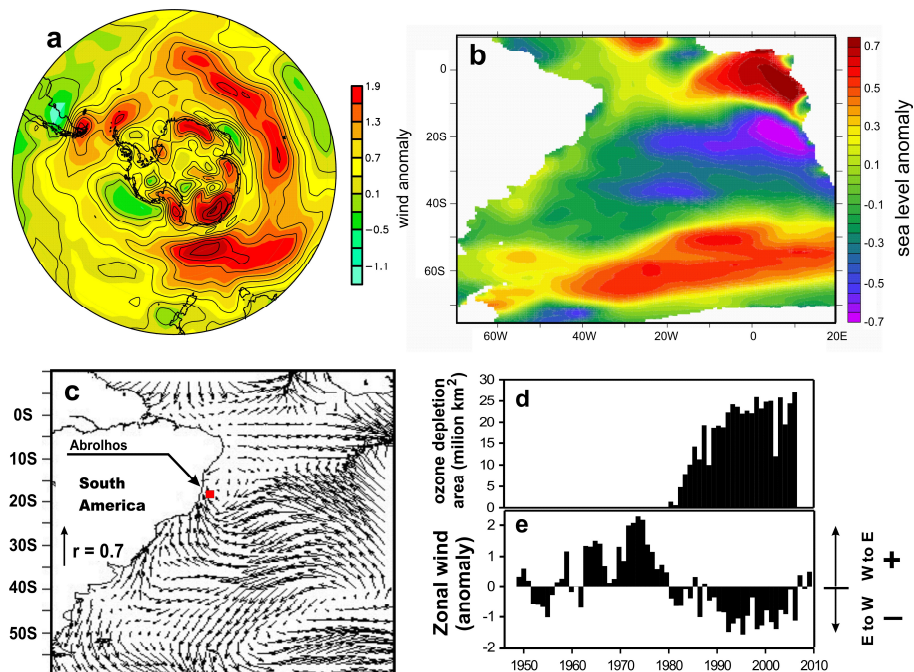 a
1.9
1.3
0.7
0.1
−0.5
−1.1
wind anomaly
b
0
20S
40S
60S
60W
40W
20W
0
20E
0.7
0.5
0.3
0.1
-0.1
-0.3
-0.5
-0.7
sea level anomaly
c
0S
10S
20S
30S
40S
50S
Abrolhos
South
America
r = 0.7
d
ozone depletion
area (milion km²)
30
25
20
15
10
5
0
e
Zonal wind
(anomaly)
2
1
0
-1
-2
1950
1960
1970
1980
1990
2000
2010
W to E
+
E to W
−